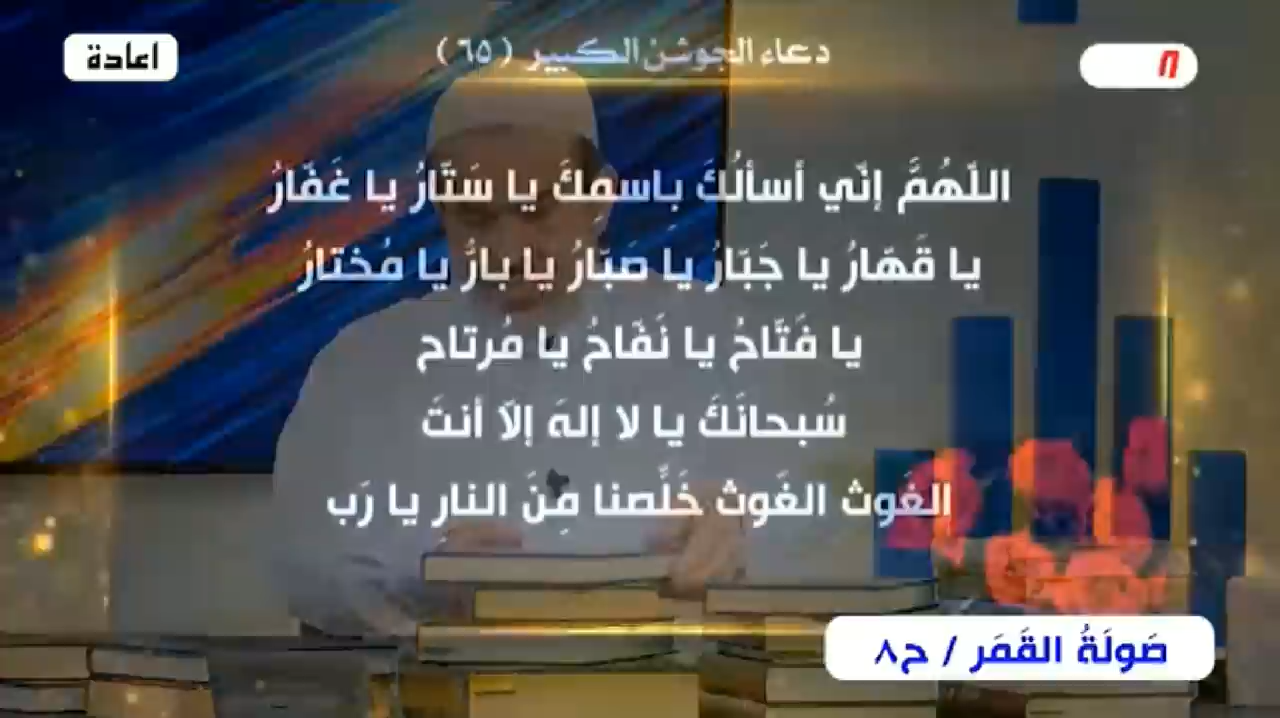 اعادة
دعاء الجوشن الكبير (٦٥)
اللّهُمَّ إنّي أسألُكَ بِاسمِكَ يا سَتّارُ يا غَفّارُ
يا قَهّارُ يا جَبّارُ يا صَبّارُ يا بارُّ يا مُختارُ
يا فَتّاحُ يا نَفّاحُ يا مُرتاح
سُبحانَكَ يا لا إلهَ إلاّ أنتَ
الغَوث الغَوث خَلِّصنا مِنَ النارِ يا رَب
صَولَةُ القَمَر / ح٨